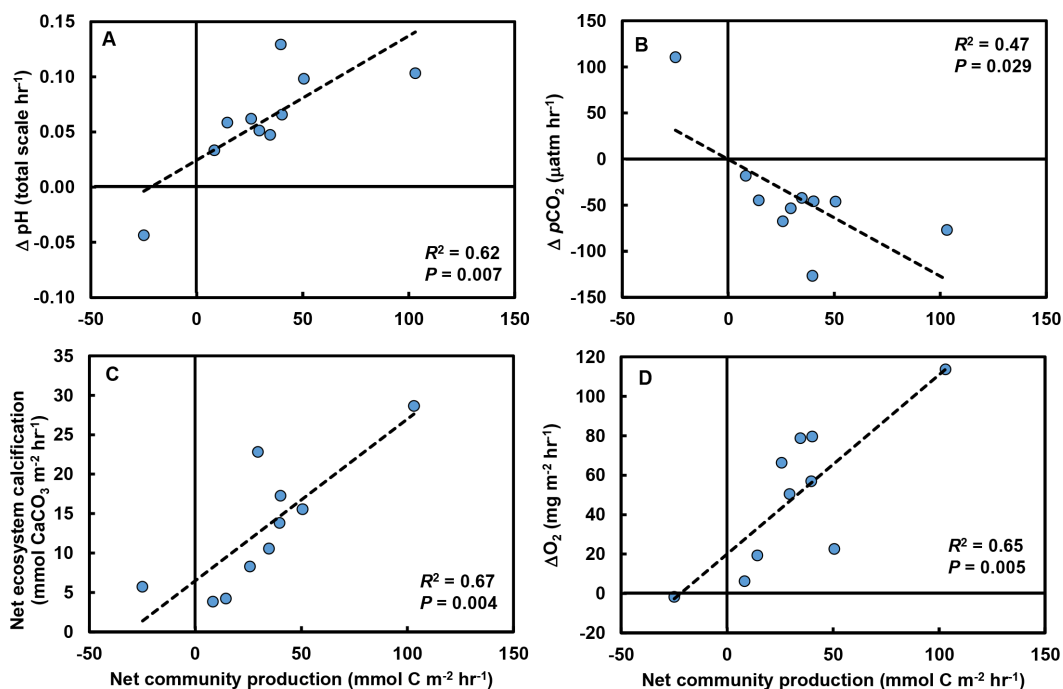 A
Δ pH (total scale hr⁻¹)
0.15
0.10
0.05
0.00
-0.05
-0.10
R² = 0.62
P = 0.007
-50 0 50 100 150
B
Δ pCO₂ (µatm hr⁻¹)
150
100
50
0
-50
-100
-150
R² = 0.47
P = 0.029
-50 0 50 100 150
C
Net ecosystem calcification
(mmol CaCO₃ m⁻² hr⁻¹)
35
30
25
20
15
10
5
0
R² = 0.67
P = 0.004
-50 0 50 100 150
Net community production (mmol C m⁻² hr⁻¹)
D
ΔO₂ (mg m⁻² hr⁻¹)
120
100
80
60
40
20
0
-20
R² = 0.65
P = 0.005
-50 0 50 100 150
Net community production (mmol C m⁻² hr⁻¹)